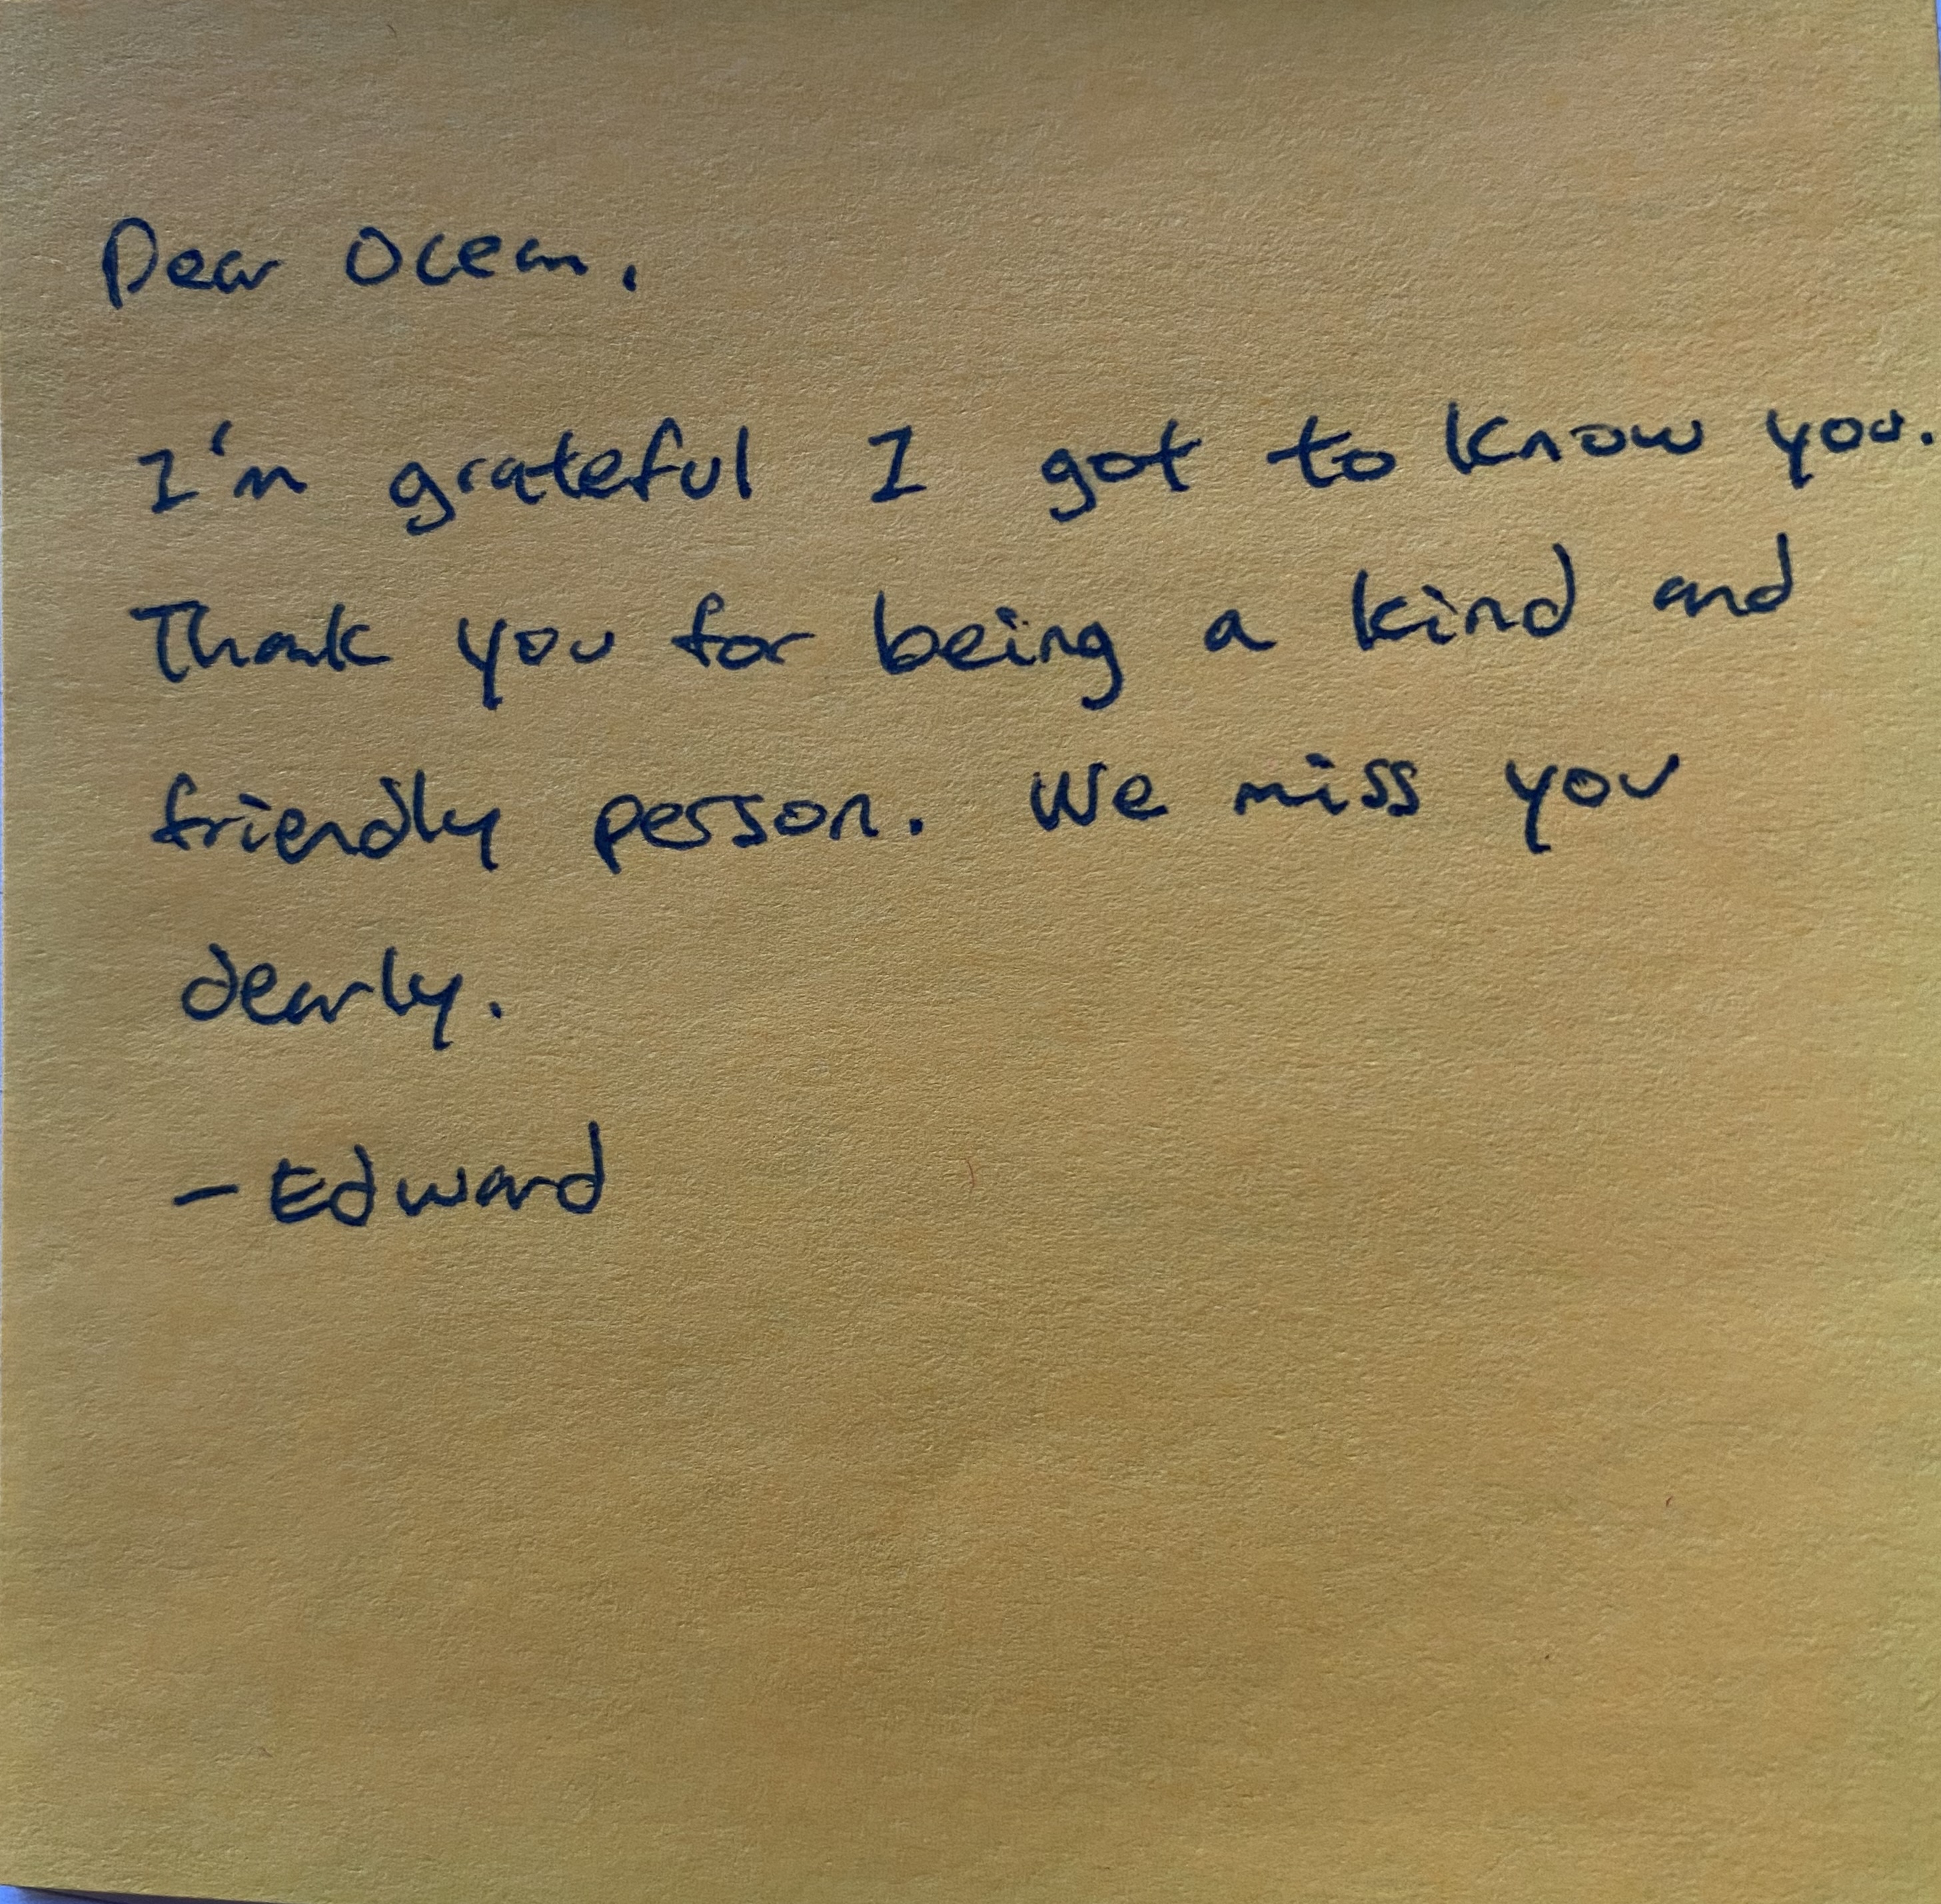 Dear Ocean,
I'm grateful I got to know you.
Thank you for being a kind and
friendly person. We miss you
dearly.
- Edward